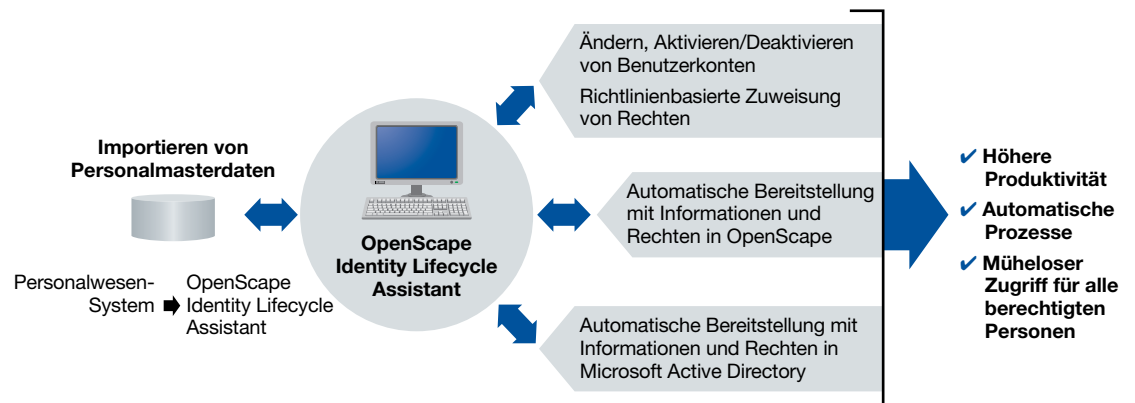 Importieren von
Personalmasterdaten
Personalwesen-
System
OpenScape
Identity Lifecycle
Assistant
OpenScape
Identity Lifecycle
Assistant
Ändern, Aktivieren/Deaktivieren
von Benutzerkonten
Richtlinienbasierte Zuweisung
von Rechten
Automatische Bereitstellung
mit Informationen und
Rechten in OpenScape
Automatische Bereitstellung mit
Informationen und Rechten in
Microsoft Active Directory
✔ Höhere
Produktivität
✔ Automatische
Prozesse
✔ Müheloser
Zugriff für alle
berechtigten
Personen